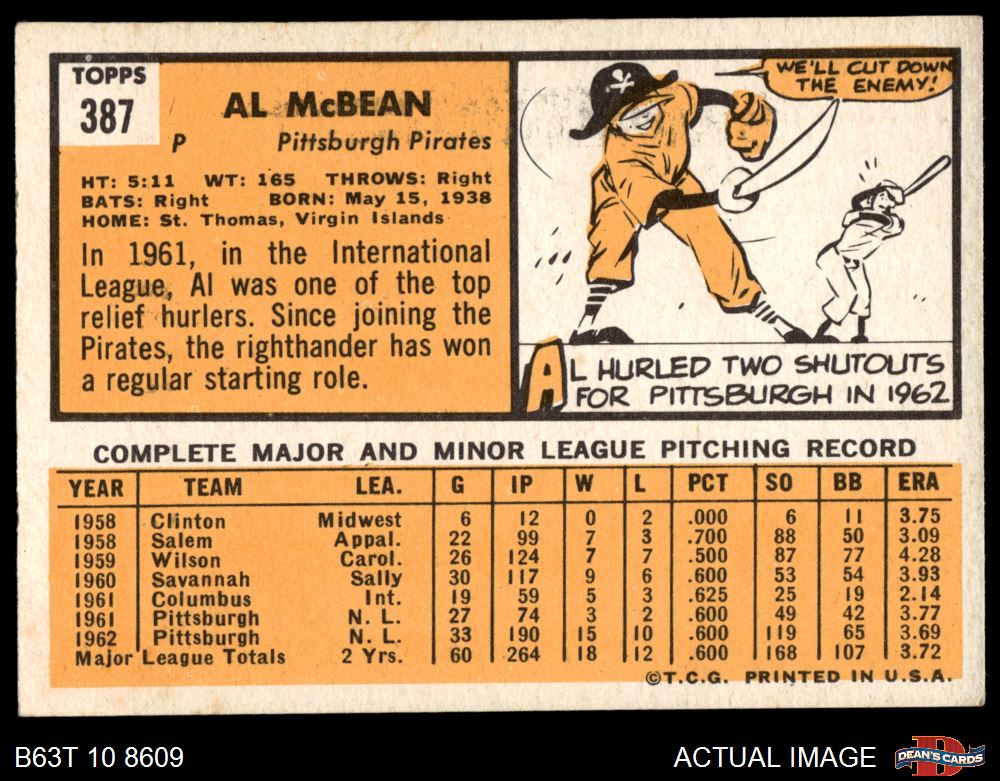 TOPPS
387
AL McBEAN
P Pittsburgh Pirates
HT: 5:11 WT: 165 THROWS: Right
BATS: Right BORN: May 15, 1938
HOME: St. Thomas, Virgin Islands
In 1961, in the International
League, Al was one of the top
relief hurlers. Since joining the
Pirates, the righthander has won
a regular starting role.
WE'LL CUT DOWN
THE ENEMY!
AL HURLED TWO SHUTOUTS
FOR PITTSBURGH IN 1962
COMPLETE MAJOR AND MINOR LEAGUE PITCHING RECORD
YEAR TEAM LEA. G IP W L PCT SO BB ERA
1958 Clinton Midwest 6 12 0 2 .000 6 11 3.75
1958 Salem Appal. 22 99 7 3 .700 88 50 3.09
1959 Wilson Carol. 26 124 7 7 .500 87 77 4.28
1960 Savannah Sally 30 117 9 6 .600 53 54 3.93
1961 Columbus Int. 19 59 5 3 .625 25 19 2.14
1961 Pittsburgh N. L. 27 74 3 2 .600 49 42 3.77
1962 Pittsburgh N. L. 33 190 15 10 .600 119 65 3.69
Major League Totals 2 Yrs. 60 264 18 12 .600 168 107 3.72
©T.C.G. PRINTED IN U.S.A.
B63T 10 8609 ACTUAL IMAGE DEAN'S CARDS